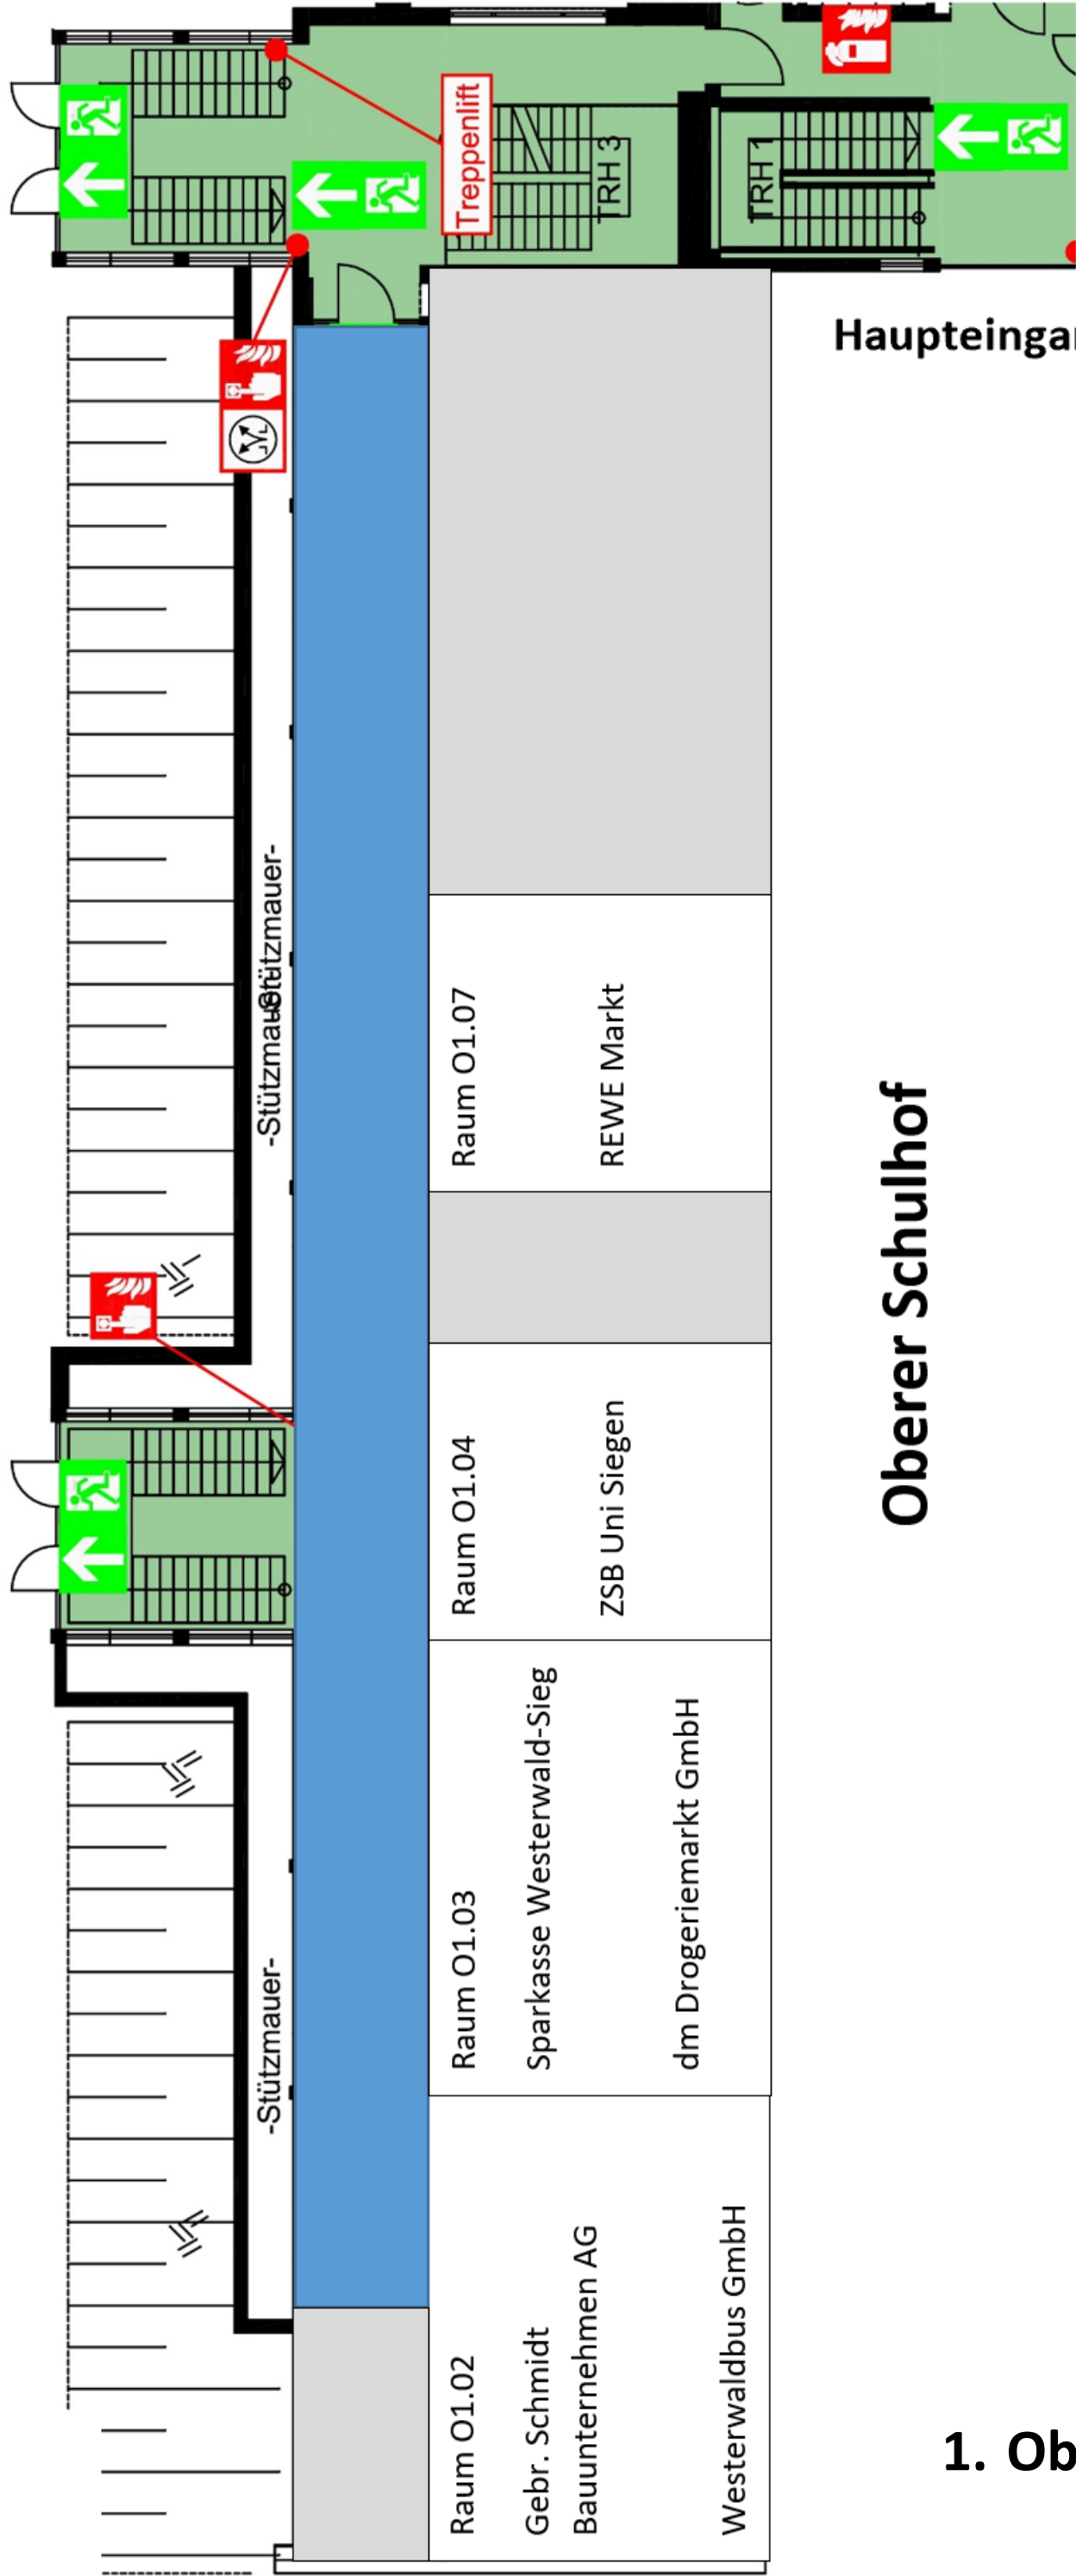 Treppenlift
TRH 3
TRH 1
Haupteingan
-Stützmauer-
-Stützmauer-
Raum O1.07
REWE Markt
Raum O1.04
ZSB Uni Siegen
Oberer Schulhof
Raum O1.03
Sparkasse Westerwald-Sieg
dm Drogeriemarkt GmbH
-Stützmauer-
Raum O1.02
Gebr. Schmidt
Bauunternehmen AG
Westerwaldbus GmbH
1. Ob